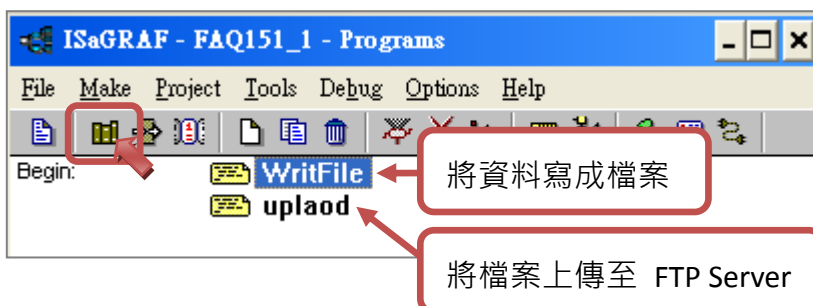 ISaGRAF - FAQ151_1 - Programs
File Make Project Tools Debug Options Help
Begin:
WritFile
將資料寫成檔案
uplaod
將檔案上傳至 FTP Server